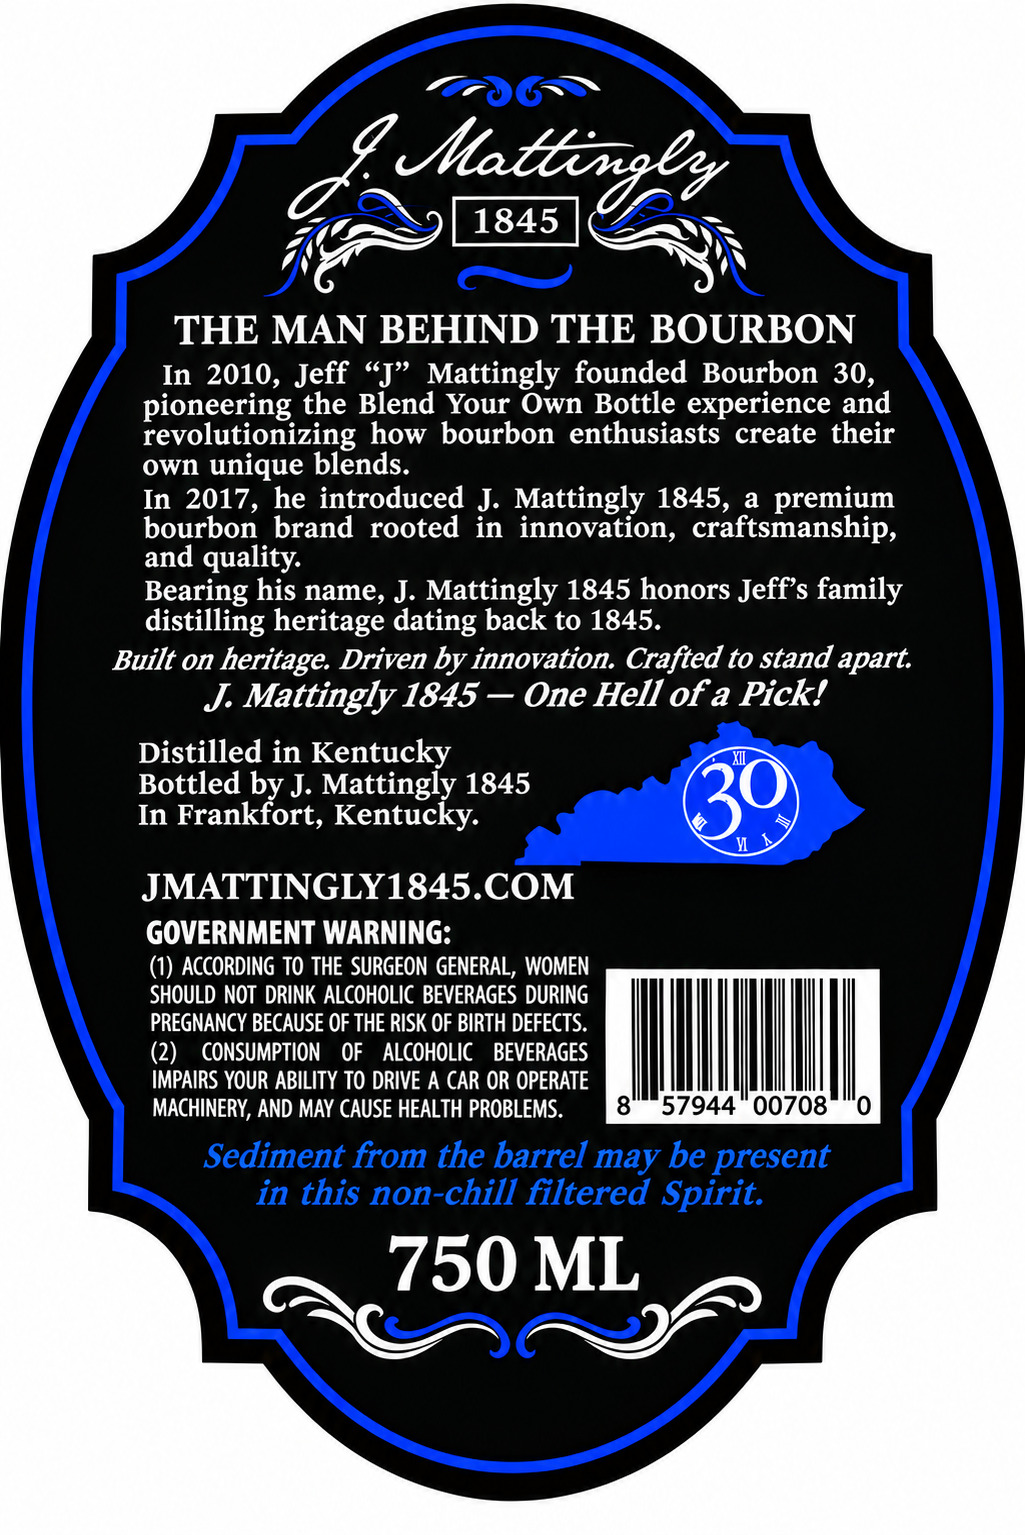 J. Mattingly
1845
THE MAN BEHIND THE BOURBON
In 2010, Jeff “J” Mattingly founded Bourbon 30,
pioneering the Blend Your Own Bottle experience and
revolutionizing how bourbon enthusiasts create their
own unique blends.
In 2017, he introduced J. Mattingly 1845, a premium
bourbon brand rooted in innovation, craftsmanship,
and quality.
Bearing his name, J. Mattingly 1845 honors Jeff’s family
distilling heritage dating back to 1845.
Built on heritage. Driven by innovation. Crafted to stand apart.
J. Mattingly 1845 — One Hell of a Pick!
Distilled in Kentucky
Bottled by J. Mattingly 1845
In Frankfort, Kentucky.
XII
30
VI
JMATTINGLY1845.COM
GOVERNMENT WARNING:
(1) ACCORDING TO THE SURGEON GENERAL, WOMEN
SHOULD NOT DRINK ALCOHOLIC BEVERAGES DURING
PREGNANCY BECAUSE OF THE RISK OF BIRTH DEFECTS.
(2) CONSUMPTION OF ALCOHOLIC BEVERAGES
IMPAIRS YOUR ABILITY TO DRIVE A CAR OR OPERATE
MACHINERY, AND MAY CAUSE HEALTH PROBLEMS.
8 57944 00708 0
Sediment from the barrel may be present
in this non-chill filtered Spirit.
750 ML